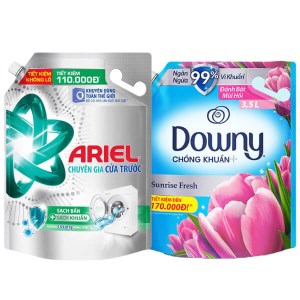 TIẾT KIỆM
KHỔNG LỒ
TIẾT KIỆM
110.000Đ!
KHUYÊN DÙNG
TOÀN THẾ GIỚI
ARIEL
CHUYÊN GIA CỬA TRƯỚC
SẠCH BẨN
+SẠCH KHUẨN
Ngăn
Ngừa
99%
Vi Khuẩn
Đánh Bật
Mùi Hôi
3,5L
Downy
CHỐNG KHUẨN
Sunrise Fresh
TIẾT KIỆM ĐẾN
170.000Đ!